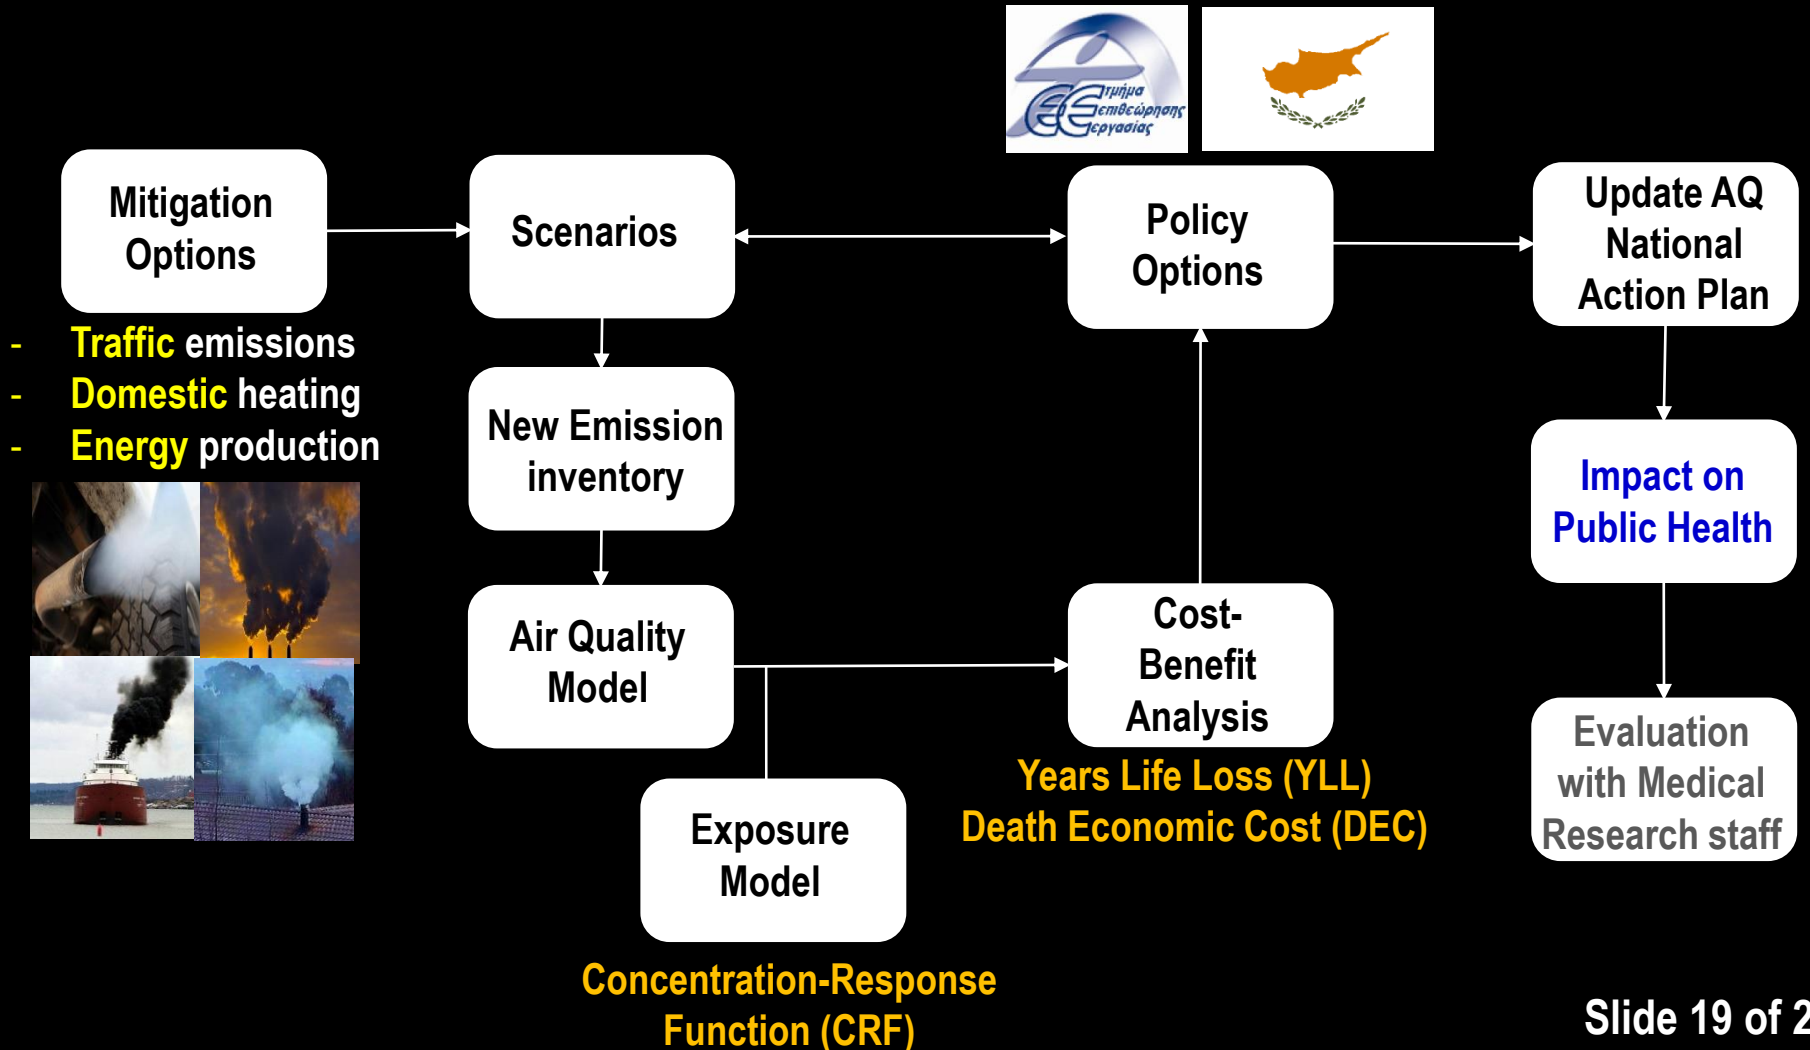 τμήμα
επιθεώρησης
εργασίας
Mitigation
Options
Scenarios
Policy
Options
Update AQ
National
Action Plan
- Traffic emissions
- Domestic heating
- Energy production
New Emission
inventory
Impact on
Public Health
Air Quality
Model
Cost-
Benefit
Analysis
Years Life Loss (YLL)
Death Economic Cost (DEC)
Evaluation
with Medical
Research staff
Exposure
Model
Concentration-Response
Function (CRF)
Slide 19 of 2